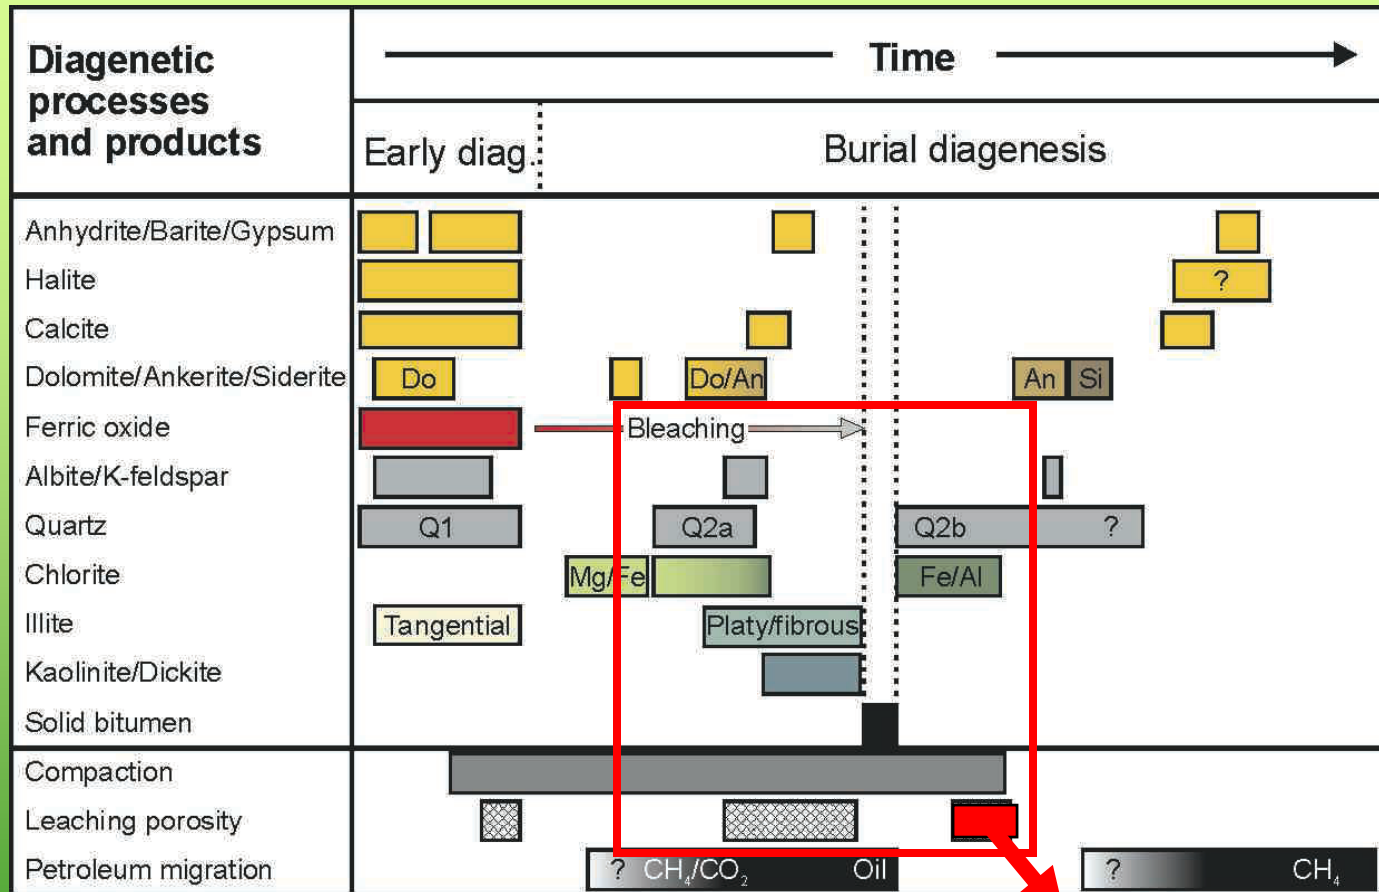 Diagenetic
processes
and products
Time
Early diag.
Burial diagenesis
Anhydrite/Barite/Gypsum
Halite ?
Calcite
Dolomite/Ankerite/Siderite Do Do/An An Si
Ferric oxide Bleaching
Albite/K-feldspar
Quartz Q1 Q2a Q2b ?
Chlorite Mg/Fe Fe/Al
Illite Tangential Platy/fibrous
Kaolinite/Dickite
Solid bitumen
Compaction
Leaching porosity
Petroleum migration ? CH₄/CO₂ Oil ? CH₄